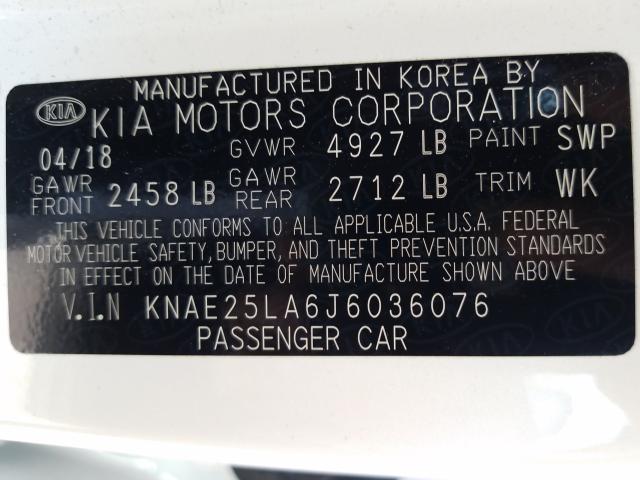 MANUFACTURED IN KOREA BY
KIA KIA MOTORS CORPORATION
04/18 GVWR 4927 LB PAINT SWP
GAWR FRONT 2458 LB GAWR REAR 2712 LB TRIM WK
THIS VEHICLE CONFORMS TO ALL APPLICABLE U.S.A. FEDERAL
MOTOR VEHICLE SAFETY, BUMPER, AND THEFT PREVENTION STANDARDS
IN EFFECT ON THE DATE OF MANUFACTURE SHOWN ABOVE
V.I.N KNAE25LA6J6036076
PASSENGER CAR